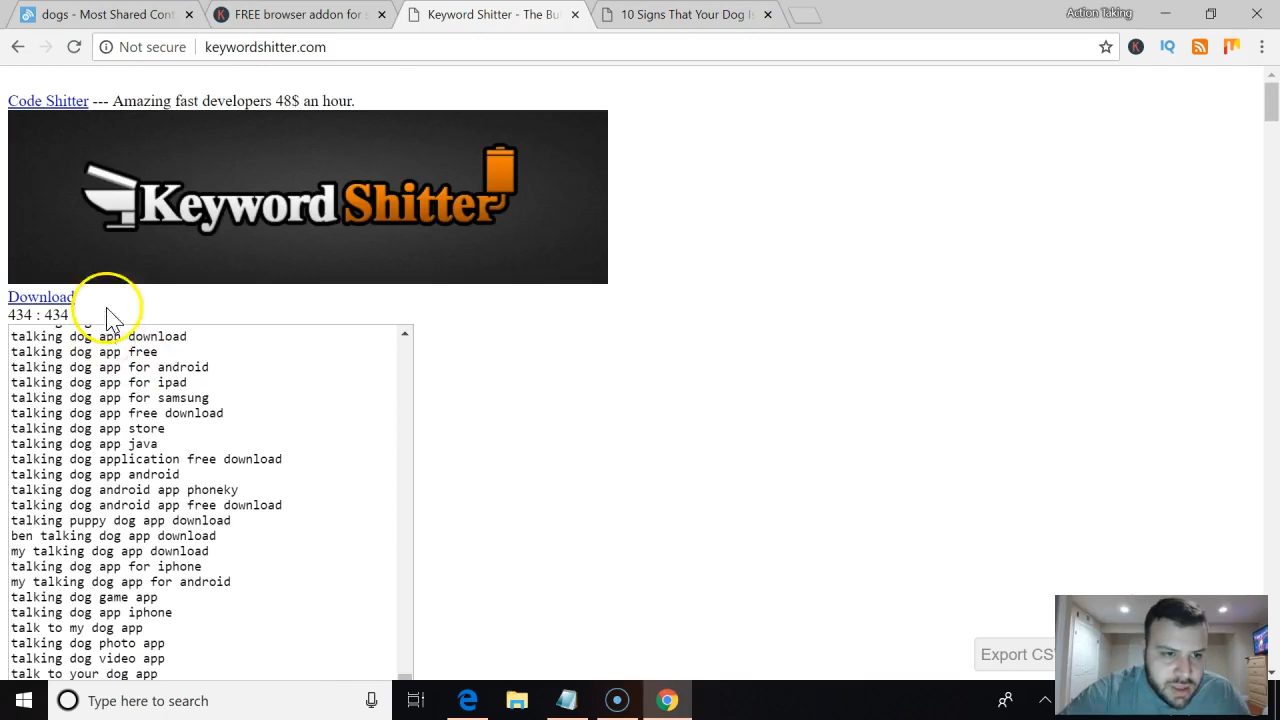 dogs - Most Shared Cont
FREE browser addon for s
Keyword Shitter - The Bul
10 Signs That Your Dog Is
Action Taking
Not secure
keywordshitter.com
Code Shitter --- Amazing fast developers 48$ an hour.
Keyword Shitter
Download
434 : 434
talking dog app download
talking dog app free
talking dog app for android
talking dog app for ipad
talking dog app for samsung
talking dog app free download
talking dog app store
talking dog app java
talking dog application free download
talking dog app android
talking dog android app phoneky
talking dog android app free download
talking puppy dog app download
ben talking dog app download
my talking dog app download
talking dog app for iphone
my talking dog app for android
talking dog game app
talking dog app iphone
talk to my dog app
talking dog photo app
talking dog video app
talk to your dog app
Export CS
Type here to search